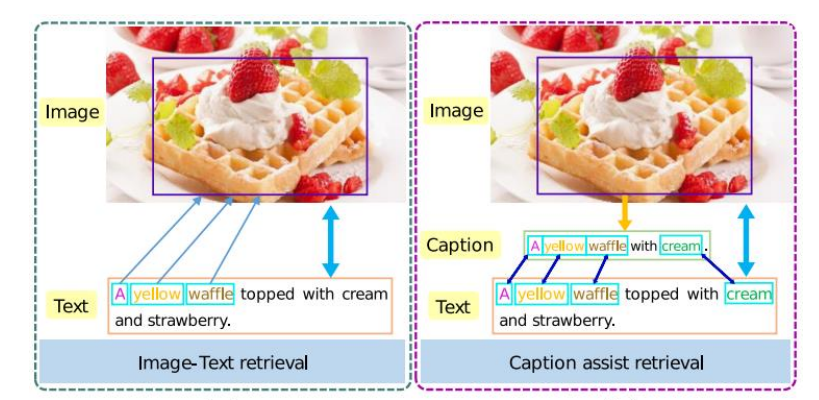 Image
Text
A yellow waffle topped with cream
and strawberry.
Image-Text retrieval
Image
Caption
A yellow waffle with cream.
Text
A yellow waffle topped with cream
and strawberry.
Caption assist retrieval